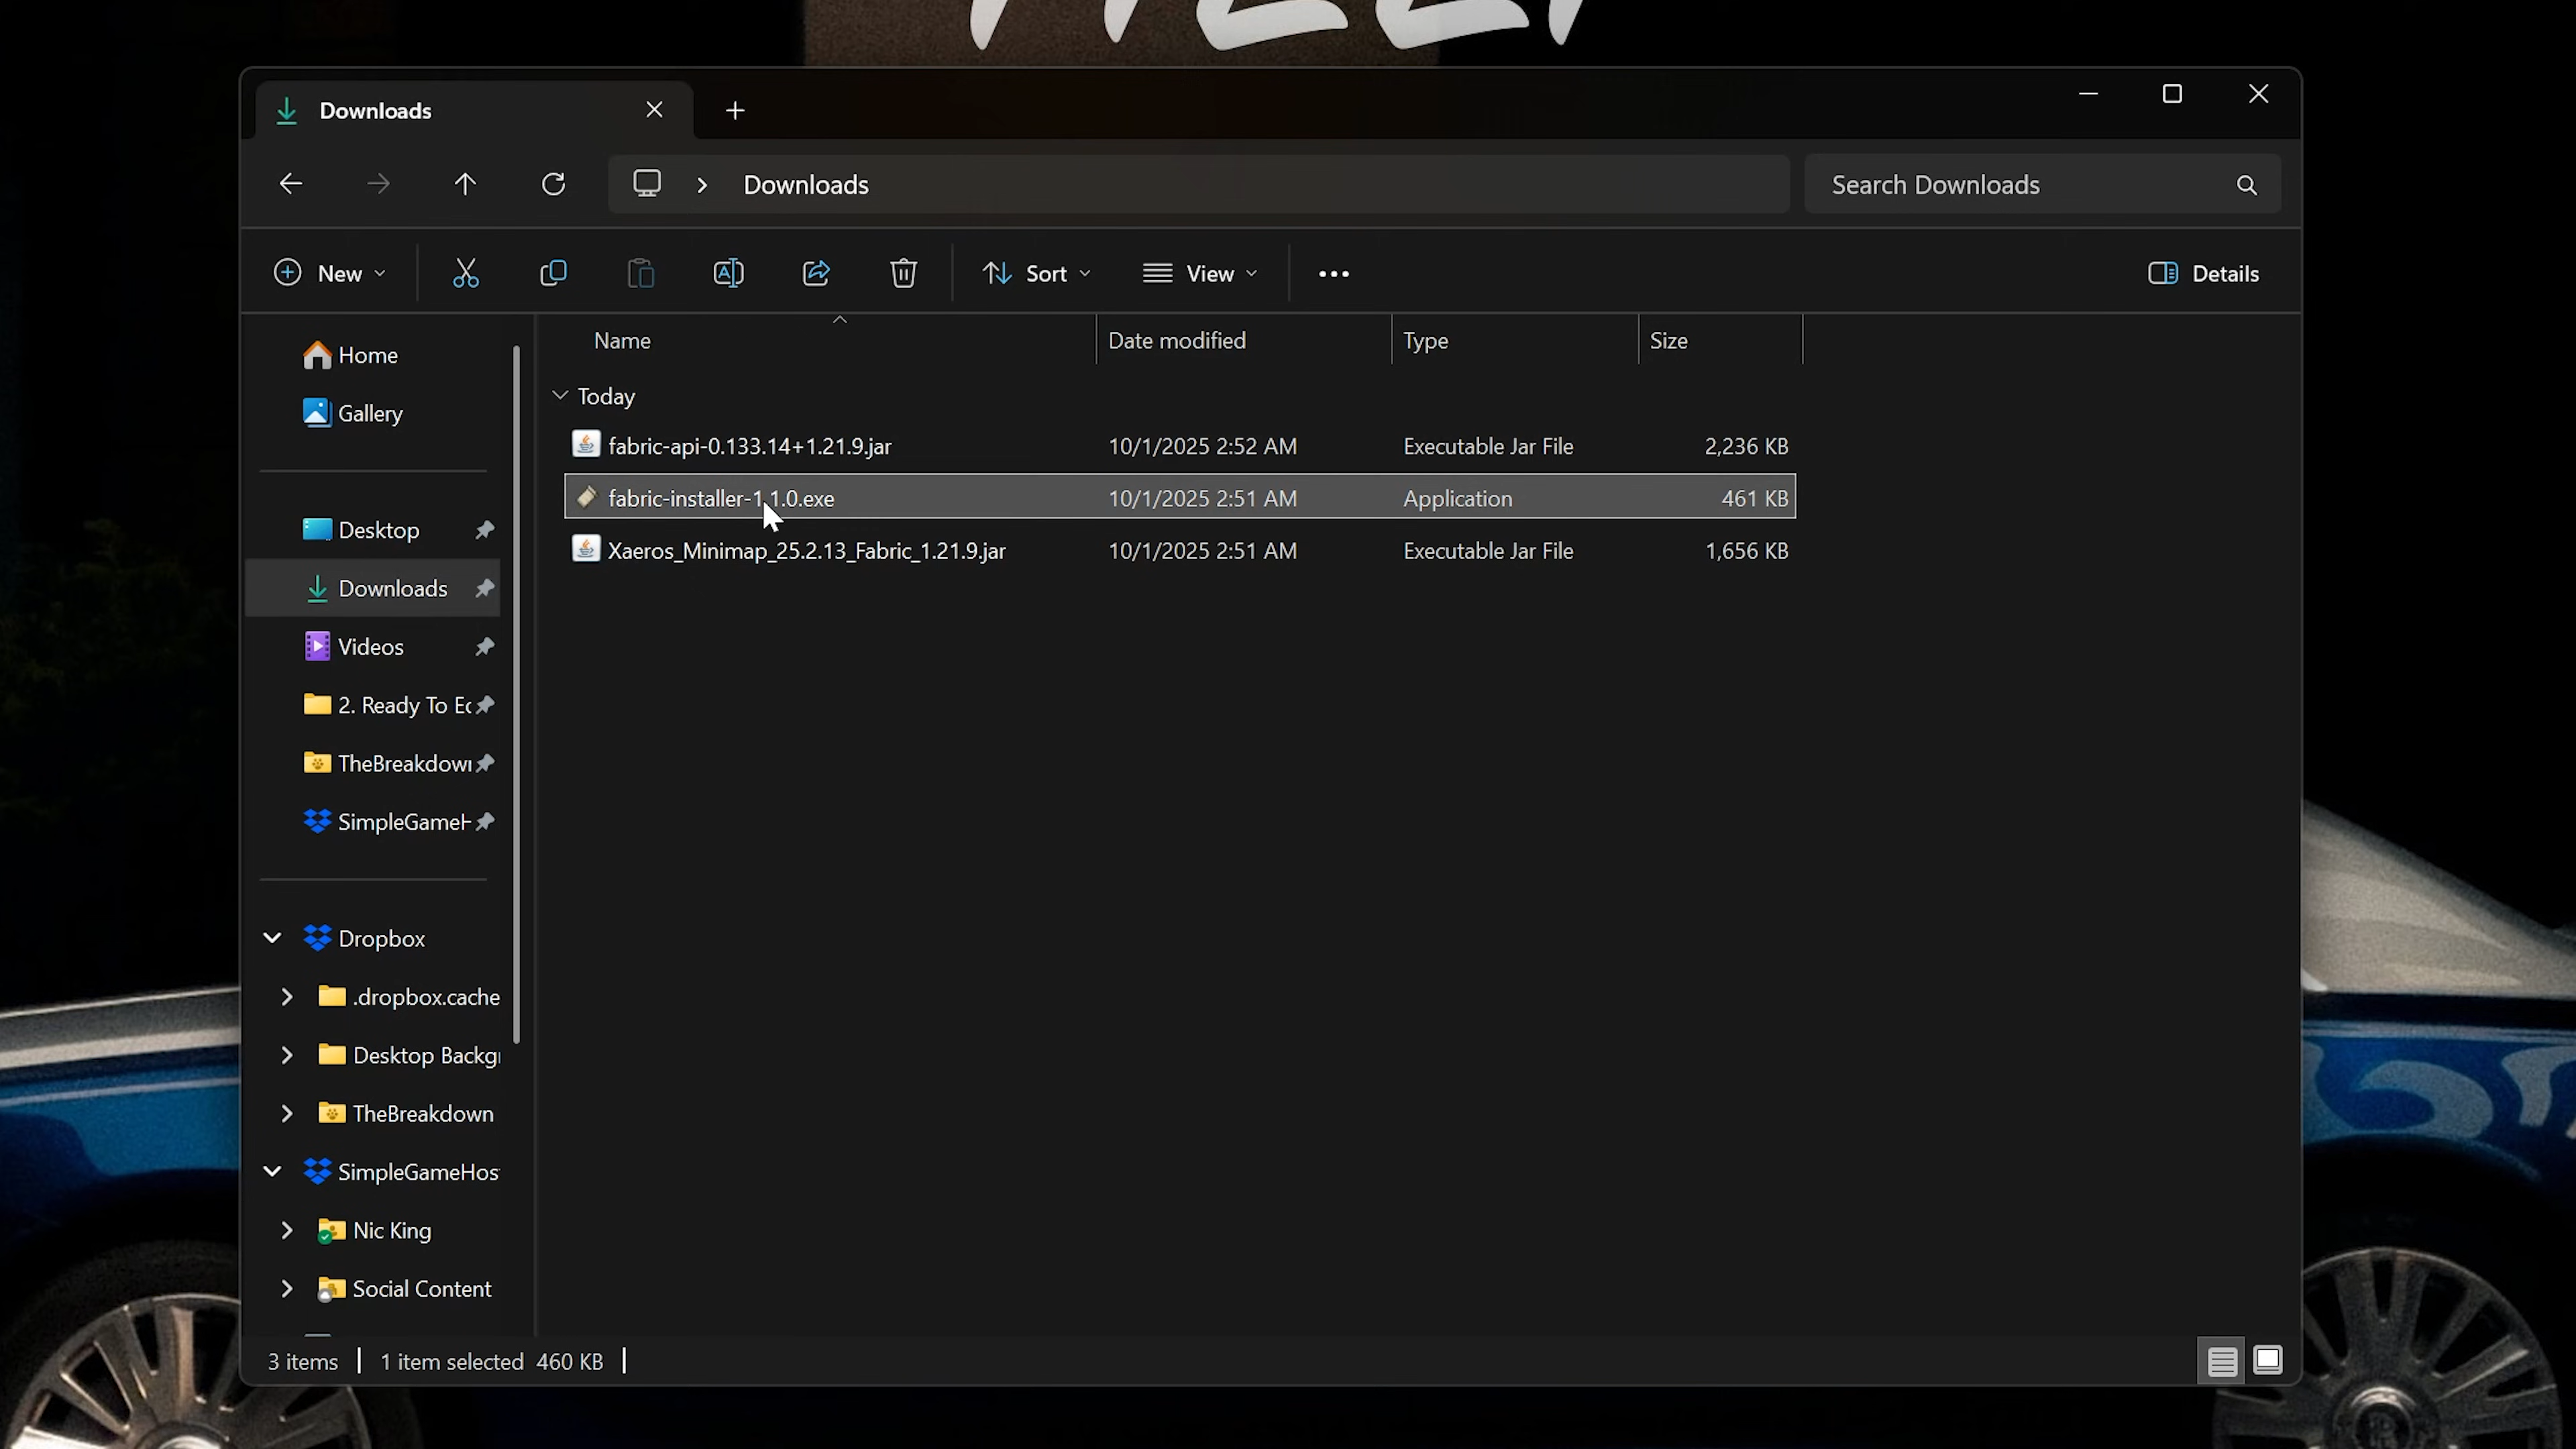 Downloads
Downloads
Search Downloads
New
Sort
View
Details
Home
Gallery
Desktop
Downloads
Videos
2. Ready To Ec
TheBreakdow
SimpleGameH
Dropbox
.dropbox.cache
Desktop Backg
TheBreakdown
SimpleGameHos
Nic King
Social Content
Name Date modified Type Size
Today
fabric-api-0.133.14+1.21.9.jar 10/1/2025 2:52 AM Executable Jar File 2,236 KB
fabric-installer-1.1.0.exe 10/1/2025 2:51 AM Application 461 KB
Xaeros_Minimap_25.2.13_Fabric_1.21.9.jar 10/1/2025 2:51 AM Executable Jar File 1,656 KB
3 items 1 item selected 460 KB